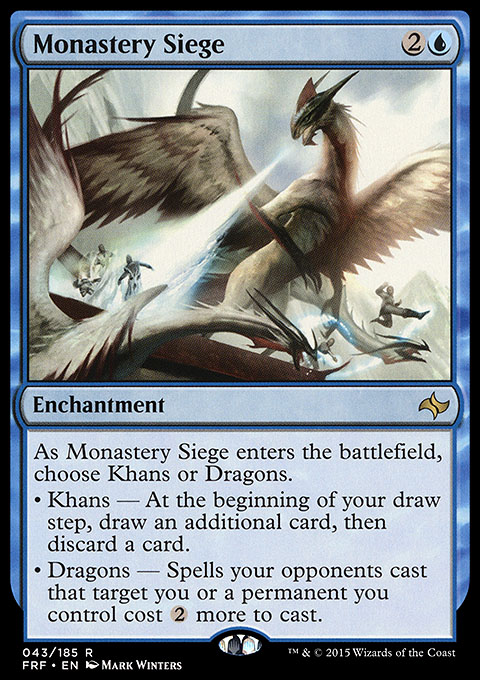 Monastery Siege 2
Enchantment
As Monastery Siege enters the battlefield,
choose Khans or Dragons.
• Khans — At the beginning of your draw
step, draw an additional card, then
discard a card.
• Dragons — Spells your opponents cast
that target you or a permanent you
control cost 2 more to cast.
043/185 R
FRF • EN Mark Winters
™ & © 2015 Wizards of the Coast